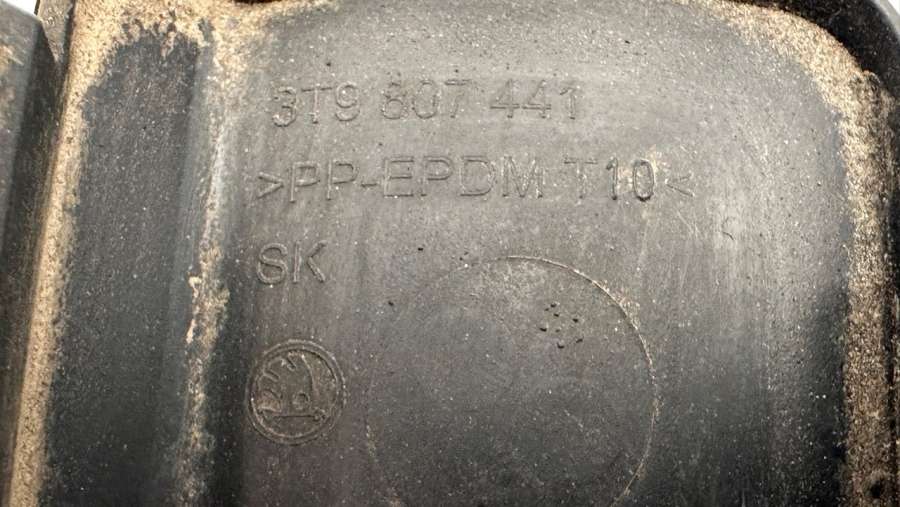 3T9 807 441
>PP-EPDM-T10<
SK